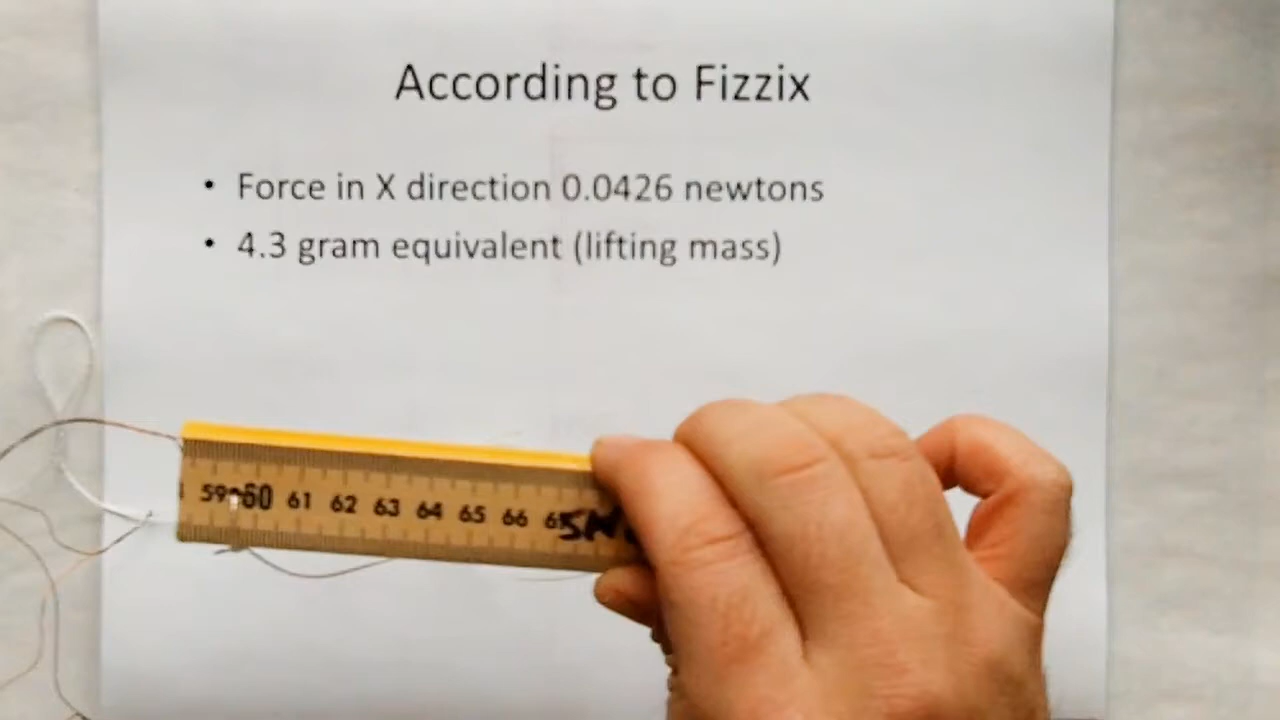 According to Fizzix
• Force in X direction 0.0426 newtons
• 4.3 gram equivalent (lifting mass)
59 60 61 62 63 64 65 66